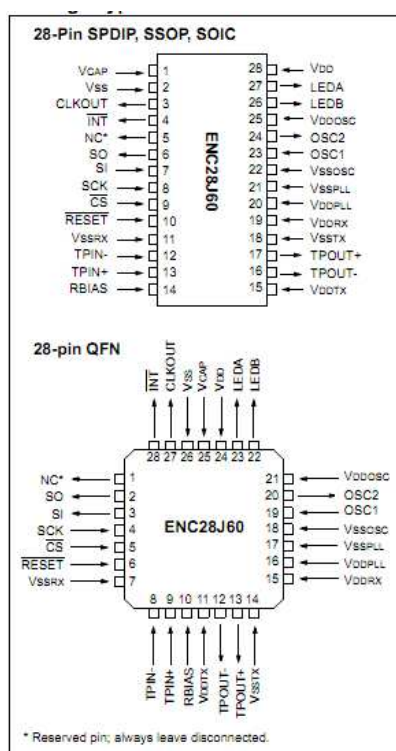 28-Pin SPDIP, SSOP, SOIC
VCAP 1 28 VDD
VSS 2 27 LEDA
CLKOUT 3 26 LEDB
INT 4 25 VDDOSC
NC* 5 24 OSC2
SO 6 23 OSC1
SI 7 22 VSSOSC
SCK 8 21 VSSPLL
CS 9 20 VDDPLL
RESET 10 19 VDDRX
VSSRX 11 18 VSSTX
TPIN- 12 17 TPOUT+
TPIN+ 13 16 TPOUT-
RBIAS 14 15 VDDTX
ENC28J60
28-pin QFN
INT CLKOUT VSS VCAP VDD LEDA LEDB
28 27 26 25 24 23 22
NC* 1 21 VDDOSC
SO 2 20 OSC2
SI 3 19 OSC1
SCK 4 18 VSSOSC
CS 5 17 VSSPLL
RESET 6 16 VDDPLL
VSSRX 7 15 VDDRX
ENC28J60
8 9 10 11 12 13 14
TPIN- TPIN+ RBIAS VDDTX TPOUT- TPOUT+ VSSTX
* Reserved pin; always leave disconnected.